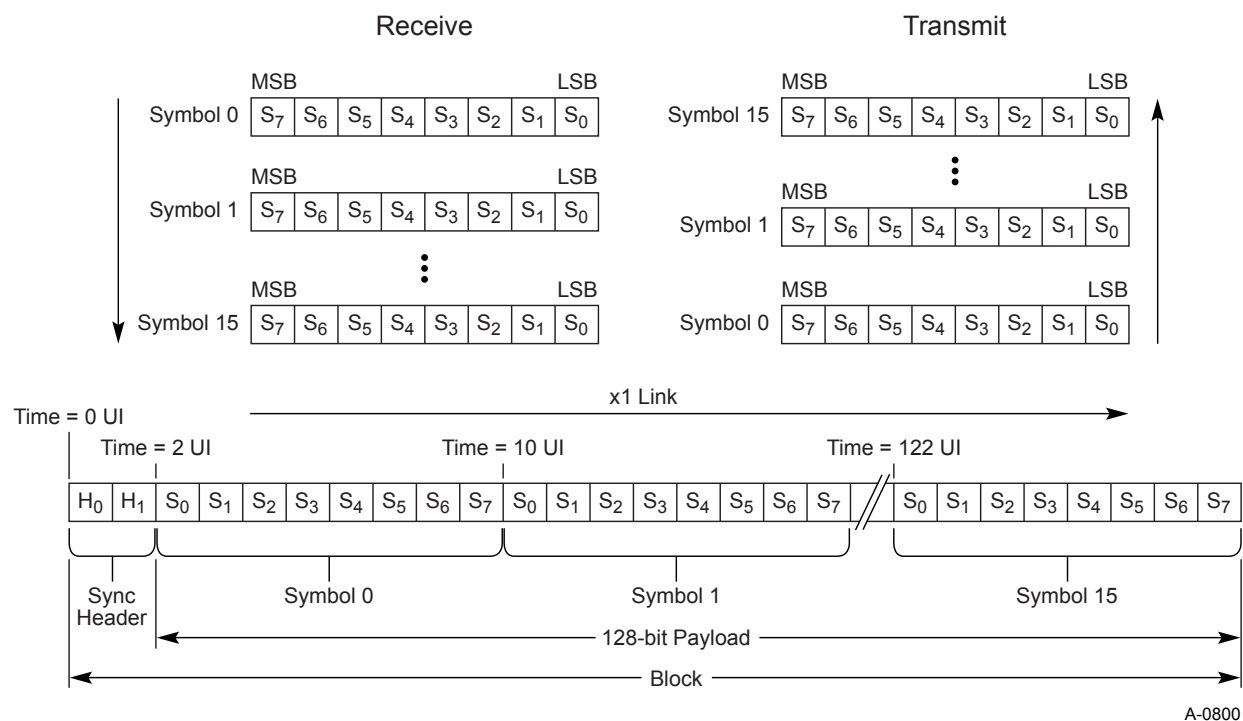 Receive Transmit
MSB LSB MSB LSB
Symbol 0 S₇ S₆ S₅ S₄ S₃ S₂ S₁ S₀ Symbol 15 S₇ S₆ S₅ S₄ S₃ S₂ S₁ S₀
MSB LSB MSB LSB
Symbol 1 S₇ S₆ S₅ S₄ S₃ S₂ S₁ S₀ Symbol 1 S₇ S₆ S₅ S₄ S₃ S₂ S₁ S₀
MSB LSB MSB LSB
Symbol 15 S₇ S₆ S₅ S₄ S₃ S₂ S₁ S₀ Symbol 0 S₇ S₆ S₅ S₄ S₃ S₂ S₁ S₀
x1 Link
Time = 0 UI
Time = 2 UI Time = 10 UI Time = 122 UI
H₀ H₁ S₀ S₁ S₂ S₃ S₄ S₅ S₆ S₇ S₀ S₁ S₂ S₃ S₄ S₅ S₆ S₇ S₀ S₁ S₂ S₃ S₄ S₅ S₆ S₇
Sync Symbol 0 Symbol 1 Symbol 15
Header
128-bit Payload
Block
A-0800